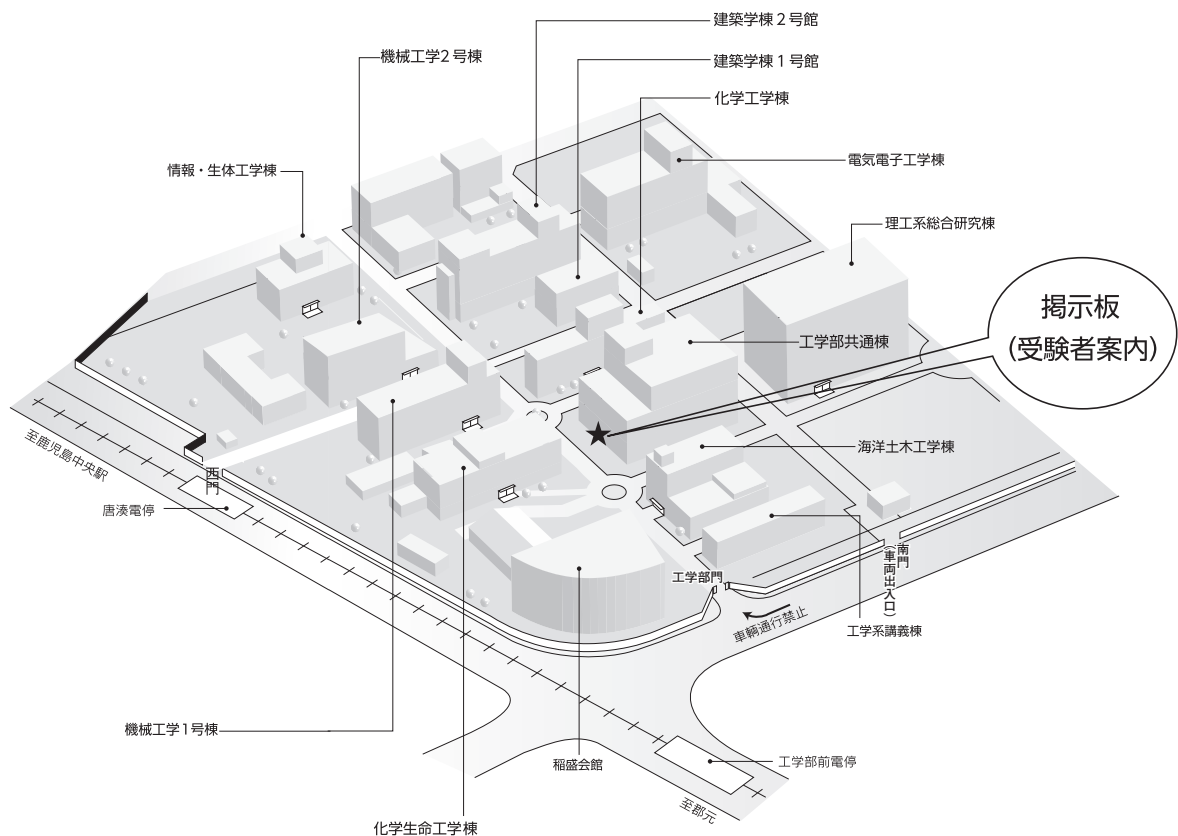 建築学棟２号館
機械工学２号棟
建築学棟１号館
化学工学棟
電気電子工学棟
情報・生体工学棟
理工系総合研究棟
掲示板
（受験者案内）
工学部共通棟
海洋土木工学棟
至鹿児島中央駅
西門
唐湊電停
南門
（車両出入口）
工学部門
車輌通行禁止
工学系講義棟
機械工学１号棟
稲盛会館
工学部前電停
至郡元
化学生命工学棟